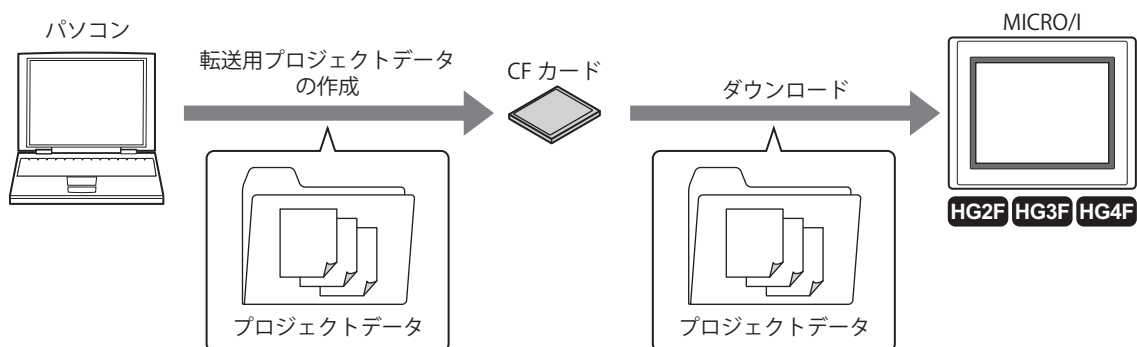 パソコン
転送用プロジェクトデータ
の作成
プロジェクトデータ
CF カード
ダウンロード
プロジェクトデータ
MICRO/I
HG2F HG3F HG4F